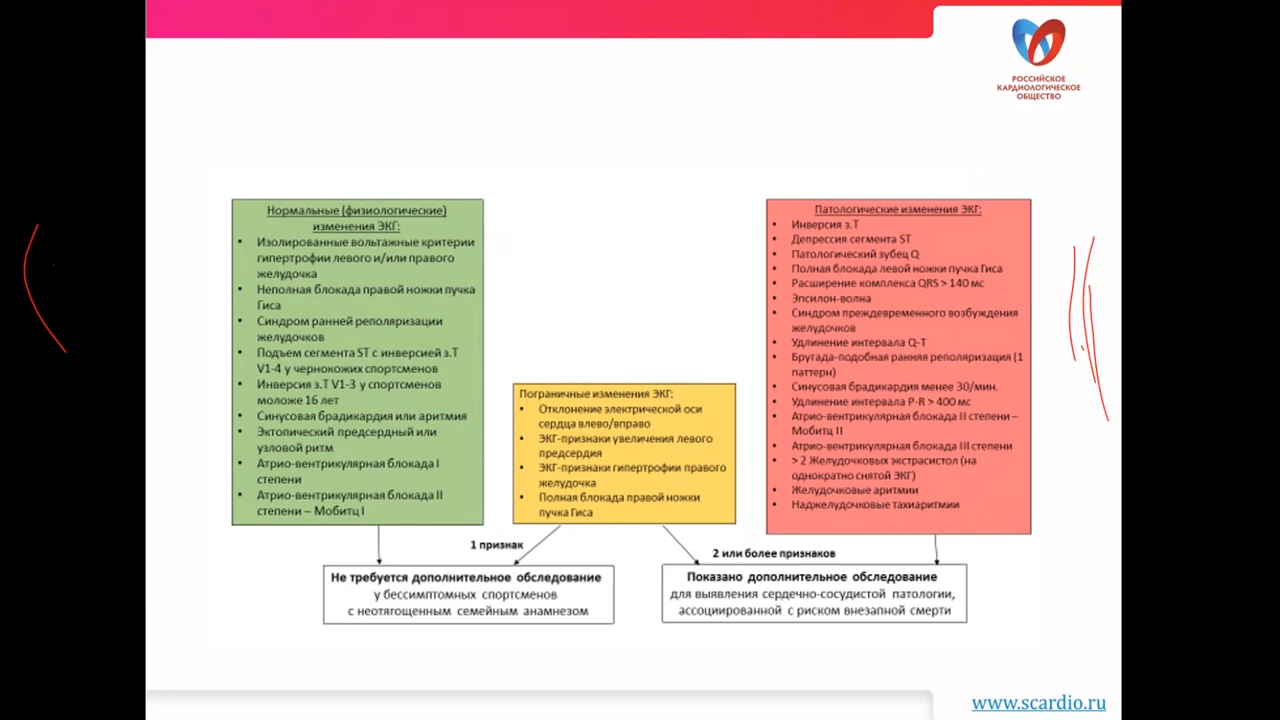 РОССИЙСКОЕ
КАРДИОЛОГИЧЕСКОЕ
ОБЩЕСТВО
Нормальные (физиологические)
изменения ЭКГ:
• Изолированные вольтажные критерии
гипертрофии левого и/или правого
желудочка
• Неполная блокада правой ножки пучка
Гиса
• Синдром ранней реполяризации
желудочков
• Подъем сегмента ST с инверсией з.Т
V1-4 у чернокожих спортсменов
• Инверсия з.Т V1-3 у спортсменов
моложе 16 лет
• Синусовая брадикардия или аритмия
• Эктопический предсердный или
узловой ритм
• Атрио-вентрикулярная блокада I
степени
• Атрио-вентрикулярная блокада II
степени – Мобитц I
Пограничные изменения ЭКГ:
• Отклонение электрической оси
сердца влево/вправо
• ЭКГ-признаки увеличения левого
предсердия
• ЭКГ-признаки гипертрофии правого
желудочка
• Полная блокада правой ножки
пучка Гиса
Патологические изменения ЭКГ:
• Инверсия з.Т
• Депрессия сегмента ST
• Патологический зубец Q
• Полная блокада левой ножки пучка Гиса
• Расширение комплекса QRS > 140 мс
• Эпсилон-волна
• Синдром преждевременного возбуждения
желудочков
• Удлинение интервала Q-T
• Бругада-подобная ранняя реполяризация (1
паттерн)
• Синусовая брадикардия менее 30/мин.
• Удлинение интервала P-R > 400 мс
• Атрио-вентрикулярная блокада II степени –
Мобитц II
• Атрио-вентрикулярная блокада III степени
• > 2 Желудочковых экстрасистол (на
однократно снятой ЭКГ)
• Желудочковые аритмии
• Наджелудочковые тахиаритмии
1 признак
2 или более признаков
Не требуется дополнительное обследование
у бессимптомных спортсменов
с неотягощенным семейным анамнезом
Показано дополнительное обследование
для выявления сердечно-сосудистой патологии,
ассоциированной с риском внезапной смерти
www.scardio.ru